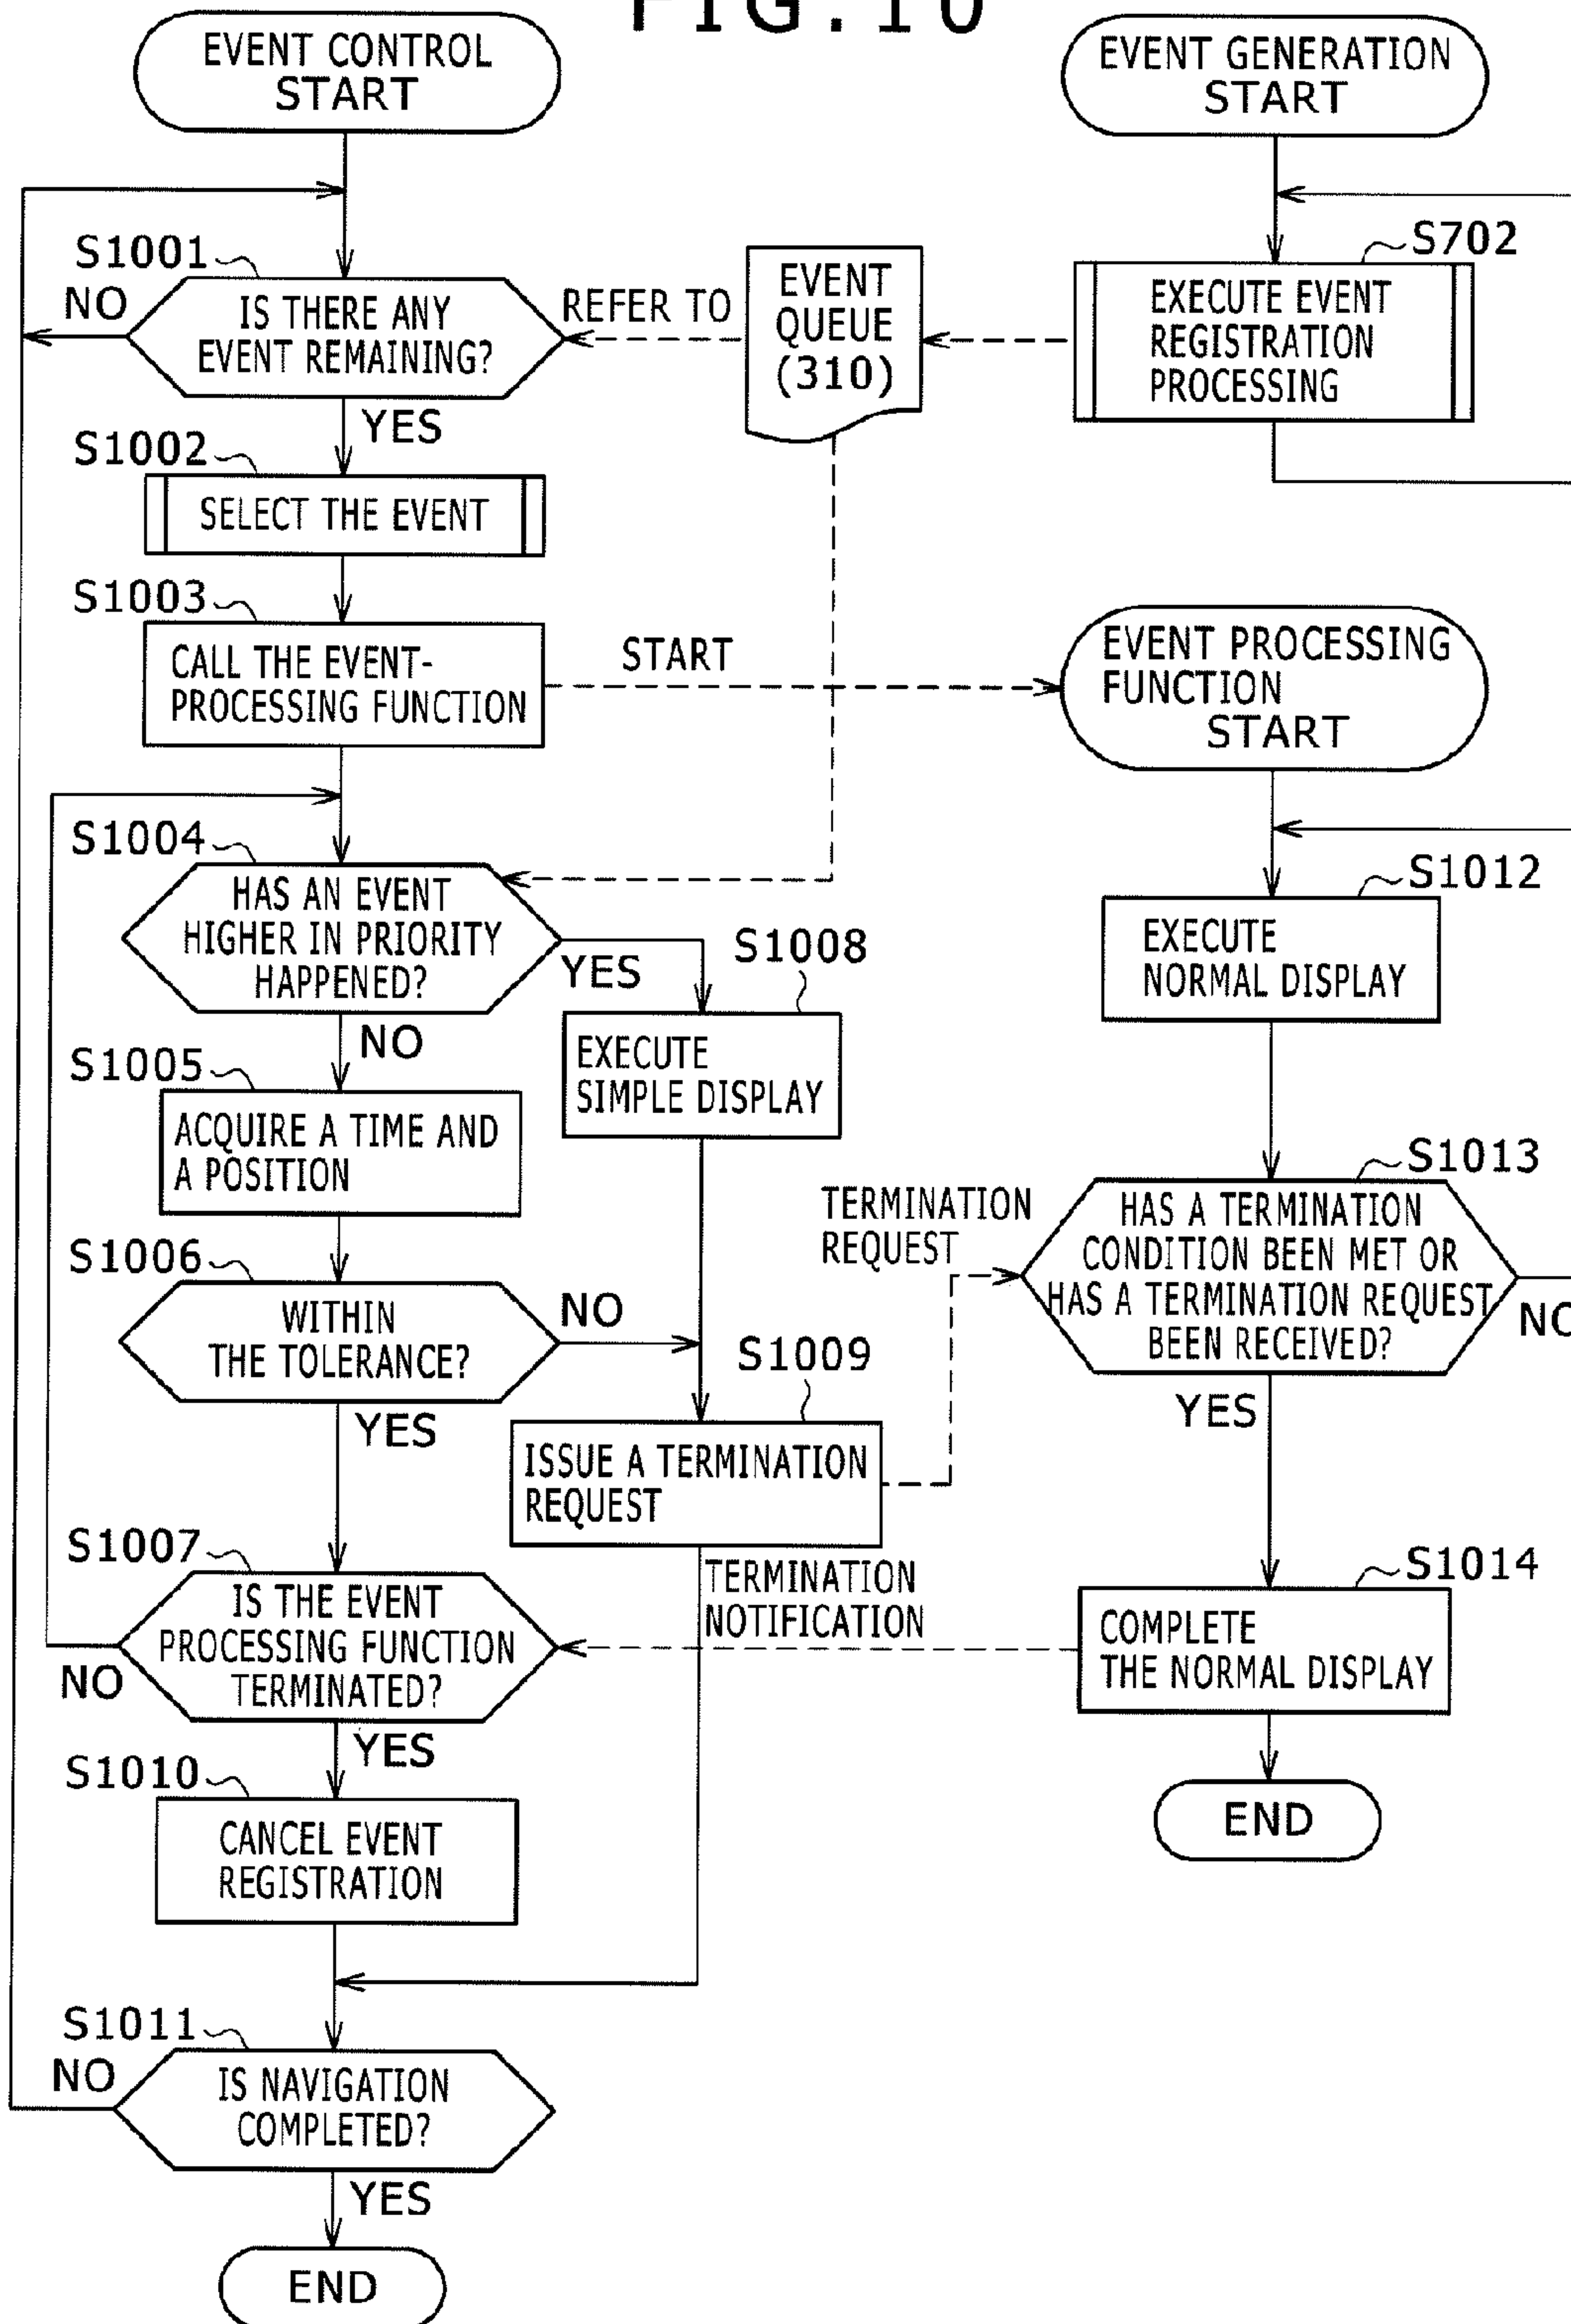 FIG.10
EVENT CONTROL
START
S1001
NO
IS THERE ANY
EVENT REMAINING?
YES
REFER TO
EVENT
QUEUE
(310)
S1002
SELECT THE EVENT
S1003
CALL THE EVENT-
PROCESSING FUNCTION
START
S1004
HAS AN EVENT
HIGHER IN PRIORITY
HAPPENED?
YES
NO
S1008
EXECUTE
SIMPLE DISPLAY
S1005
ACQUIRE A TIME AND
A POSITION
S1006
WITHIN
THE TOLERANCE?
NO
YES
S1009
ISSUE A TERMINATION
REQUEST
TERMINATION
REQUEST
S1007
IS THE EVENT
PROCESSING FUNCTION
TERMINATED?
NO
YES
TERMINATION
NOTIFICATION
S1010
CANCEL EVENT
REGISTRATION
S1011
NO
IS NAVIGATION
COMPLETED?
YES
END
EVENT GENERATION
START
S702
EXECUTE EVENT
REGISTRATION
PROCESSING
EVENT PROCESSING
FUNCTION
START
S1012
EXECUTE
NORMAL DISPLAY
S1013
HAS A TERMINATION
CONDITION BEEN MET OR
HAS A TERMINATION REQUEST
BEEN RECEIVED?
NO
YES
S1014
COMPLETE
THE NORMAL DISPLAY
END